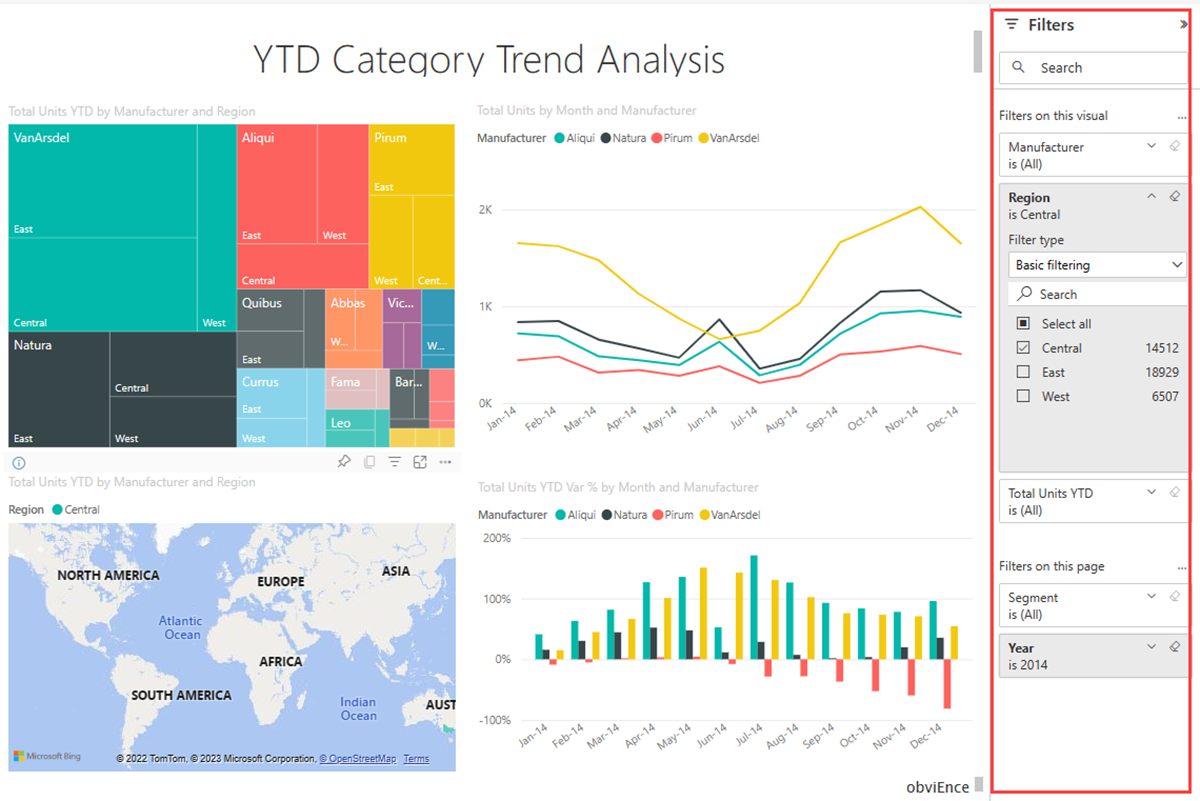 YTD Category Trend Analysis
Total Units YTD by Manufacturer and Region
VanArsdel
East
Central
West
Aliqui
East
West
Central
Pirum
East
West
Cent...
Natura
East
Central
West
Quibus
East
Abbas
W...
Vic...
W...
Currus
East
West
Fama
Leo
Bar...
Total Units by Month and Manufacturer
Manufacturer Aliqui Natura Pirum VanArsdel
2K
1K
0K
Jan-14 Feb-14 Mar-14 Apr-14 May-14 Jun-14 Jul-14 Aug-14 Sep-14 Oct-14 Nov-14 Dec-14
Total Units YTD by Manufacturer and Region
Region Central
NORTH AMERICA
EUROPE
ASIA
Atlantic
Ocean
AFRICA
SOUTH AMERICA
Indian
Ocean
AUST
Microsoft Bing
© 2022 TomTom, © 2023 Microsoft Corporation, © OpenStreetMap Terms
Total Units YTD Var % by Month and Manufacturer
Manufacturer Aliqui Natura Pirum VanArsdel
200%
100%
0%
-100%
Jan-14 Feb-14 Mar-14 Apr-14 May-14 Jun-14 Jul-14 Aug-14 Sep-14 Oct-14 Nov-14 Dec-14
obviEnce
Filters
Search
Filters on this visual
...
Manufacturer
is (All)
Region
is Central
Filter type
Basic filtering
Search
Select all
Central 14512
East 18929
West 6507
Total Units YTD
is (All)
Filters on this page
...
Segment
is (All)
Year
is 2014